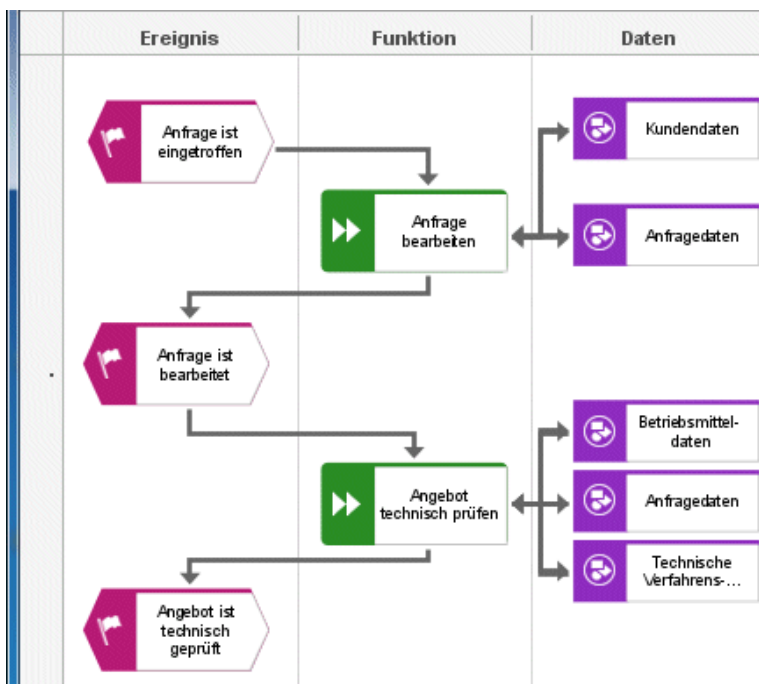 Ereignis
Funktion
Daten
Anfrage ist
eingetroffen
Kundendaten
Anfrage
bearbeiten
Anfragedaten
Anfrage ist
bearbeitet
Betriebsmittel-
daten
Angebot
technisch prüfen
Anfragedaten
Technische
Verfahrens-...
Angebot ist
technisch
geprüft